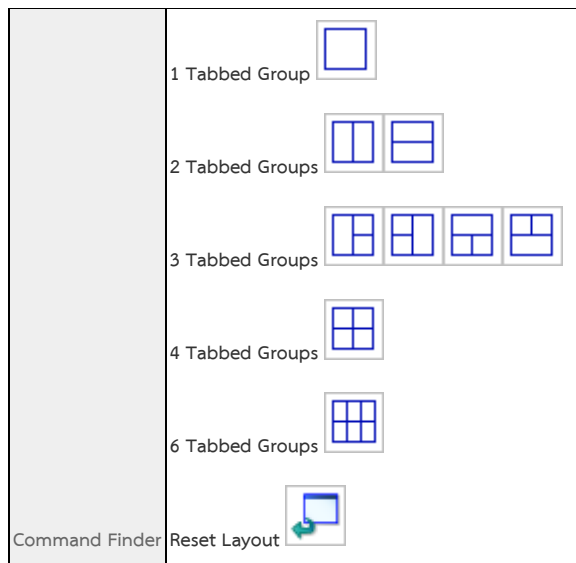 1 Tabbed Group
2 Tabbed Groups
3 Tabbed Groups
4 Tabbed Groups
6 Tabbed Groups
Command Finder Reset Layout